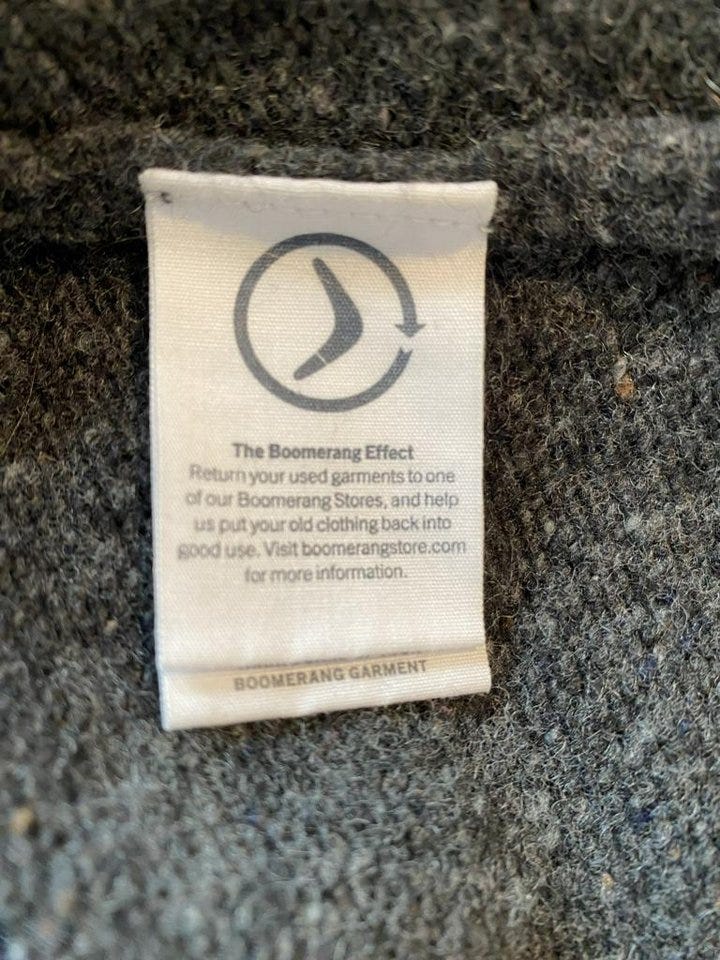 The Boomerang Effect
Return your used garments to one
of our Boomerang Stores, and help
us put your old clothing back into
good use. Visit boomerangstore.com
for more information.
BOOMERANG GARMENT